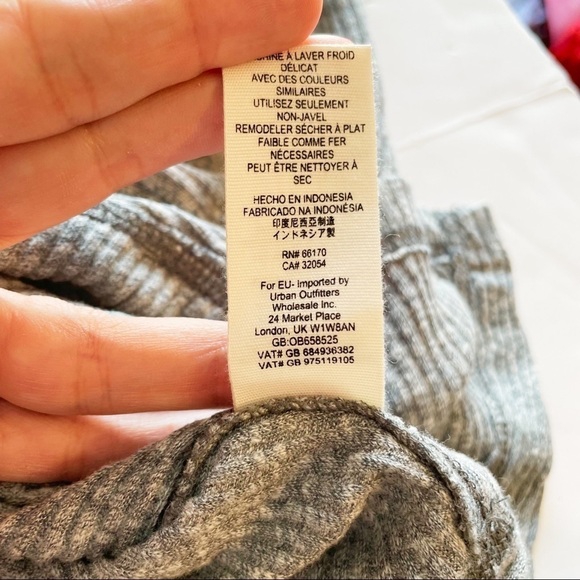 À LAVER FROID
DÉLICAT
AVEC DES COULEURS
SIMILAIRES
UTILISEZ SEULEMENT
NON-JAVEL
REMODELER SÉCHER À PLAT
FAIBLE COMME FER
NÉCESSAIRES
PEUT ÊTRE NETTOYER À
SEC
HECHO EN INDONESIA
FABRICADO NA INDONÉSIA
印度尼西亞制造
インドネシア製
RN# 66170
CA# 32054
For EU- Imported by
Urban Outfitters
Wholesale Inc.
24 Market Place
London, UK W1W8AN
GB:OB658525
VAT# GB 684936382
VAT# GB 975119105